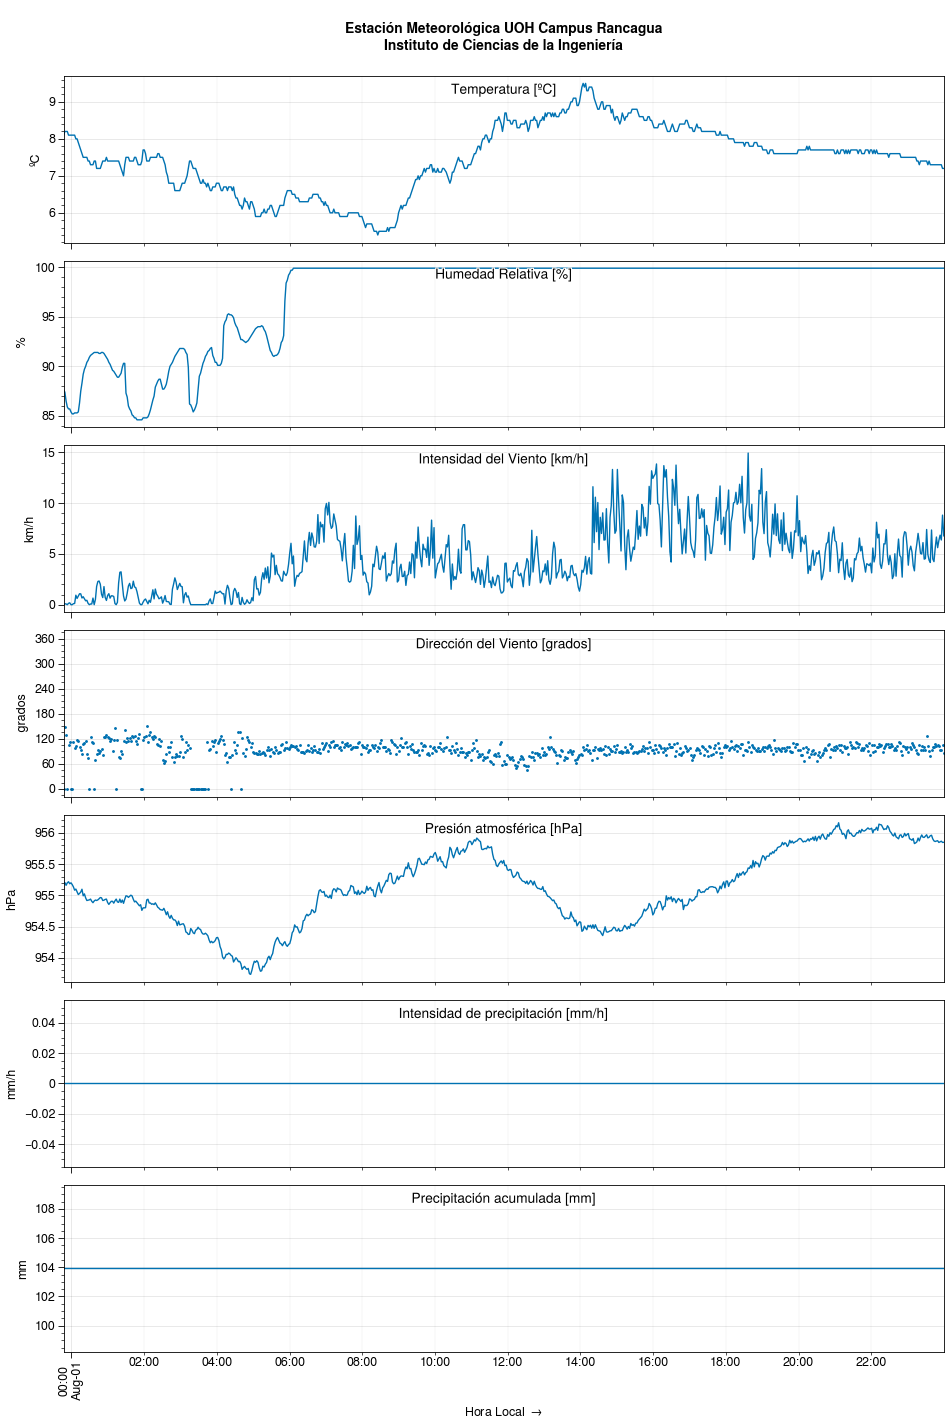 Estación Meteorológica UOH Campus Rancagua
Instituto de Ciencias de la Ingeniería
Temperatura [ºC]
ºC
9
8
7
6
Humedad Relativa [%]
%
100
95
90
85
Intensidad del Viento [km/h]
km/h
15
10
5
0
Dirección del Viento [grados]
grados
360
300
240
180
120
60
0
Presión atmosférica [hPa]
hPa
956
955.5
955
954.5
954
Intensidad de precipitación [mm/h]
mm/h
0.04
0.02
0
−0.02
−0.04
Precipitación acumulada [mm]
mm
108
106
104
102
100
00:00
Aug-01
02:00
04:00
06:00
08:00
10:00
12:00
14:00
16:00
18:00
20:00
22:00
Hora Local →